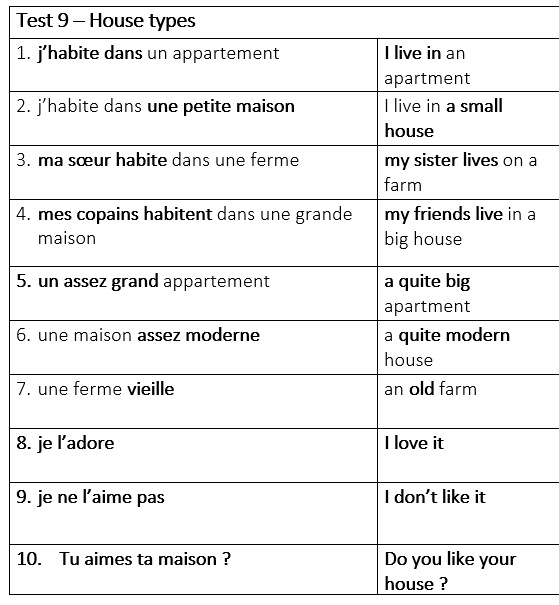 Test 9 – House types
1. j’habite dans un appartement
I live in an
apartment
2. j’habite dans une petite maison
I live in a small
house
3. ma sœur habite dans une ferme
my sister lives on a
farm
4. mes copains habitent dans une grande
maison
my friends live in a
big house
5. un assez grand appartement
a quite big
apartment
6. une maison assez moderne
a quite modern
house
7. une ferme vieille
an old farm
8. je l’adore
I love it
9. je ne l’aime pas
I don’t like it
10. Tu aimes ta maison ?
Do you like your
house ?